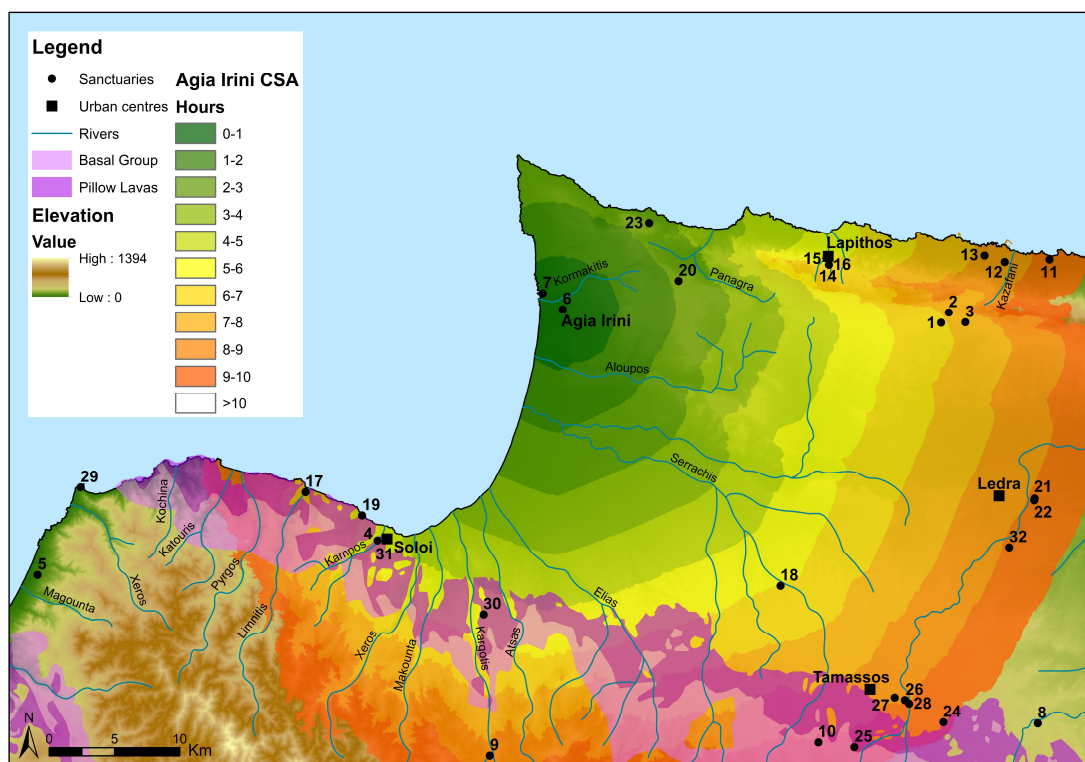 Legend
Sanctuaries
Urban centres
Rivers
Basal Group
Pillow Lavas
Elevation
Value
High : 1394
Low : 0
Agia Irini CSA
Hours
0-1
1-2
2-3
3-4
4-5
5-6
6-7
7-8
8-9
9-10
>10
23
Lapithos
15
16
14
13
12
11
Kazafani
20
Panagra
Kormakitis
7
6
Agia Irini
2
1
3
Aloupos
Serrachis
Ledra
21
22
32
29
17
19
4
31
Soloi
Kochina
Katouris
Karnpos
Pyrgos
Limnitis
Xeros
5
Magounta
18
Elias
30
Xeros
Makounta
Kargotis
Atsas
Tamassos
26
27
28
24
8
10
25
9
N
0
5
10
Km